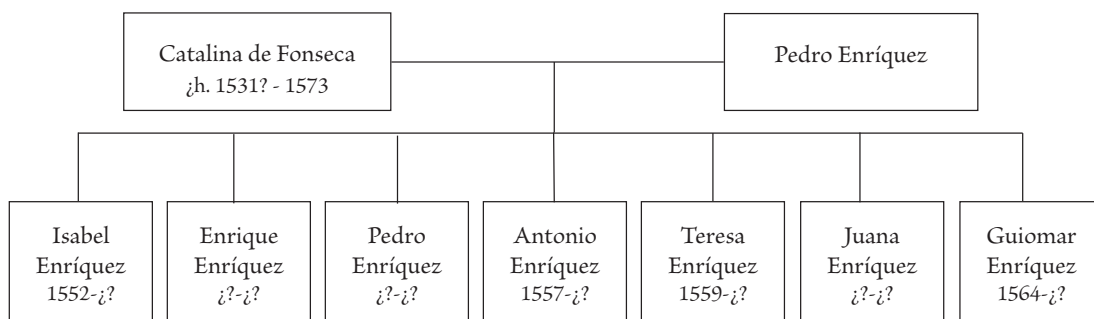 Catalina de Fonseca
¿h. 1531? - 1573
Pedro Enríquez
Isabel
Enríquez
1552-¿?
Enrique
Enríquez
¿?-¿?
Pedro
Enríquez
¿?-¿?
Antonio
Enríquez
1557-¿?
Teresa
Enríquez
1559-¿?
Juana
Enríquez
¿?-¿?
Guiomar
Enríquez
1564-¿?